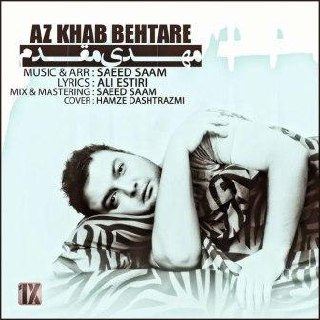 AZ KHAB BEHTARE
مهدی مقدم
MUSIC & ARR : SAEED SAAM
LYRICS : ALI ESTIRI
MIX & MASTERING : SAEED SAAM
COVER : HAMZE DASHTRAZMI
1X